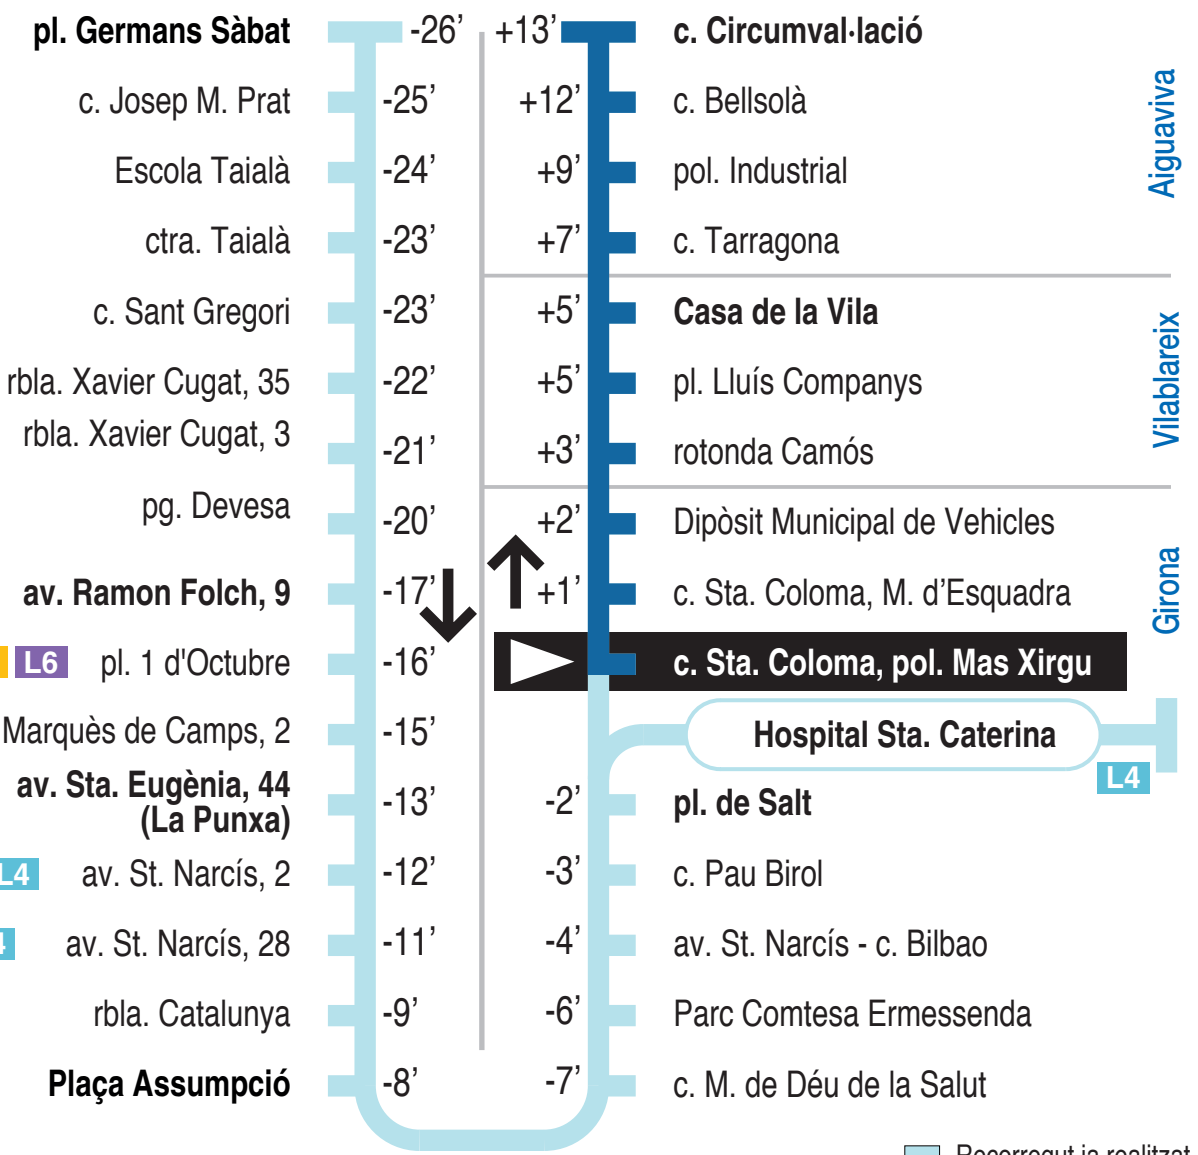 pl. Germans Sàbat -26’
c. Josep M. Prat -25’
Escola Taialà -24’
ctra. Taialà -23’
c. Sant Gregori -23’
rbla. Xavier Cugat, 35 -22’
rbla. Xavier Cugat, 3 -21’
pg. Devesa -20’
av. Ramon Folch, 9 -17’
L6 pl. 1 d'Octubre -16’
Marquès de Camps, 2 -15’
av. Sta. Eugènia, 44
(La Punxa) -13’
L4 av. St. Narcís, 2 -12’
av. St. Narcís, 28 -11’
rbla. Catalunya -9’
Plaça Assumpció -8’
+13’ c. Circumval·lació
+12’ c. Bellsolà
+9’ pol. Industrial
+7’ c. Tarragona
Aiguaviva
+5’ Casa de la Vila
+5’ pl. Lluís Companys
+3’ rotonda Camós
Vilablareix
+2’ Dipòsit Municipal de Vehicles
+1’ c. Sta. Coloma, M. d’Esquadra
c. Sta. Coloma, pol. Mas Xirgu
Girona
Hospital Sta. Caterina
L4
-2’ pl. de Salt
-3’ c. Pau Birol
-4’ av. St. Narcís - c. Bilbao
-6’ Parc Comtesa Ermessenda
-7’ c. M. de Déu de la Salut
Recorregut ja realitzat